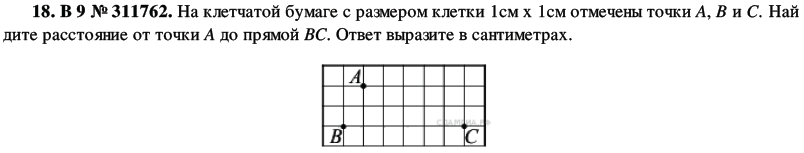 18. В 9 № 311762. На клетчатой бумаге с размером клетки 1см x 1см отмечены точки A, B и C. Най
дите расстояние от точки A до прямой BC. Ответ выразите в сантиметрах.
A
B
C